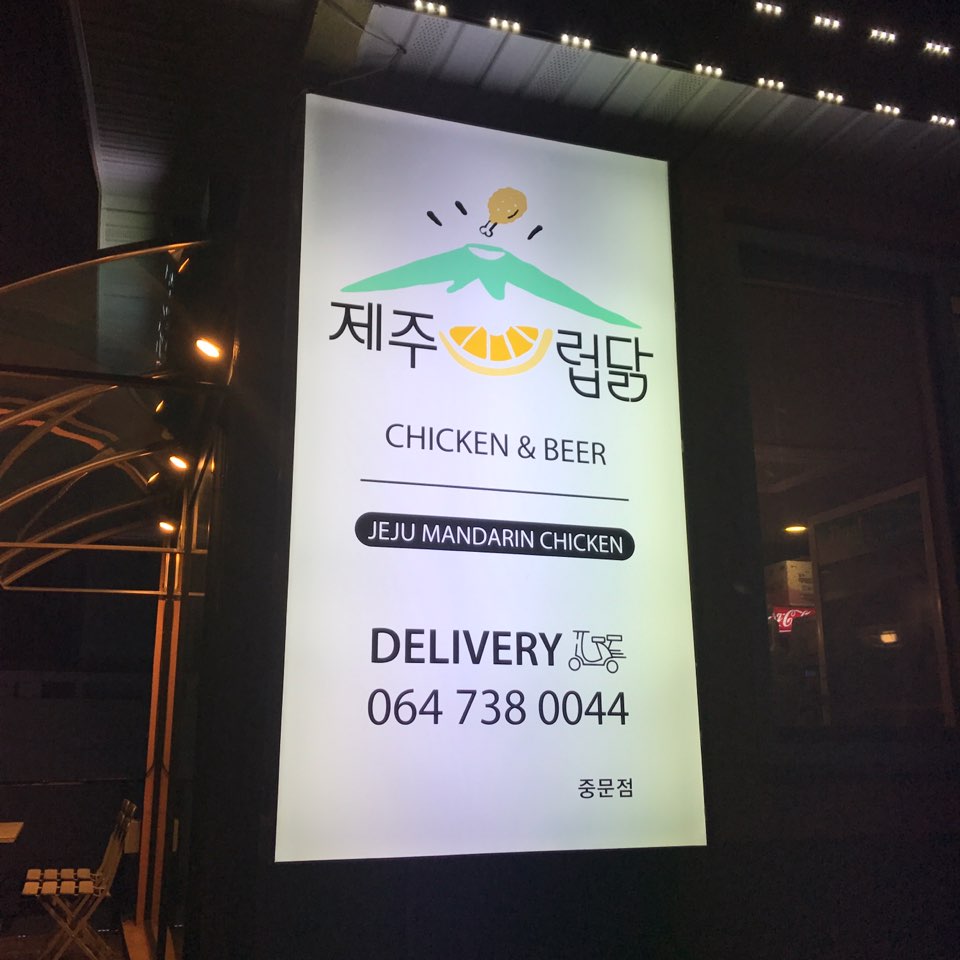 제주 럽닭
CHICKEN & BEER
JEJU MANDARIN CHICKEN
DELIVERY
064 738 0044
중문점